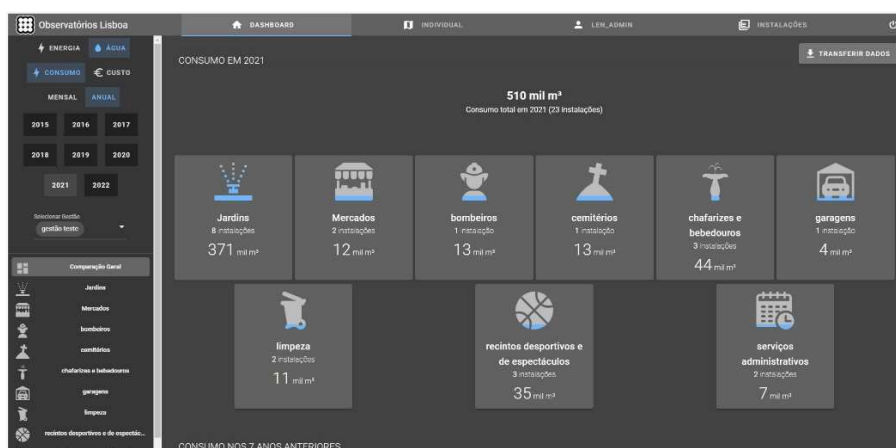 Observatórios Lisboa
DASHBOARD
INDIVIDUAL
LEN_ADMIN
INSTALAÇÕES
ENERGIA
ÁGUA
CONSUMO
CUSTO
MENSAL
ANUAL
2015 2016 2017
2018 2019 2020
2021 2022
Selecionar Gestão
gestão teste
Comparação Geral
Jardins
Mercados
bombeiros
cemitérios
chafarizes e bebedouros
garagens
limpeza
recintos desportivos e de espectác...
CONSUMO EM 2021
TRANSFERIR DADOS
510 mil m³
Consumo total em 2021 (23 instalações)
Jardins
8 instalações
371 mil m³
Mercados
2 instalações
12 mil m³
bombeiros
1 instalação
13 mil m³
cemitérios
1 instalação
13 mil m³
chafarizes e
bebedouros
3 instalações
44 mil m³
garagens
1 instalação
4 mil m³
limpeza
2 instalações
11 mil m³
recintos desportivos e
de espectáculos
3 instalações
35 mil m³
serviços
administrativos
2 instalações
7 mil m³
CONSUMO NOS 7 ANOS ANTERIORES